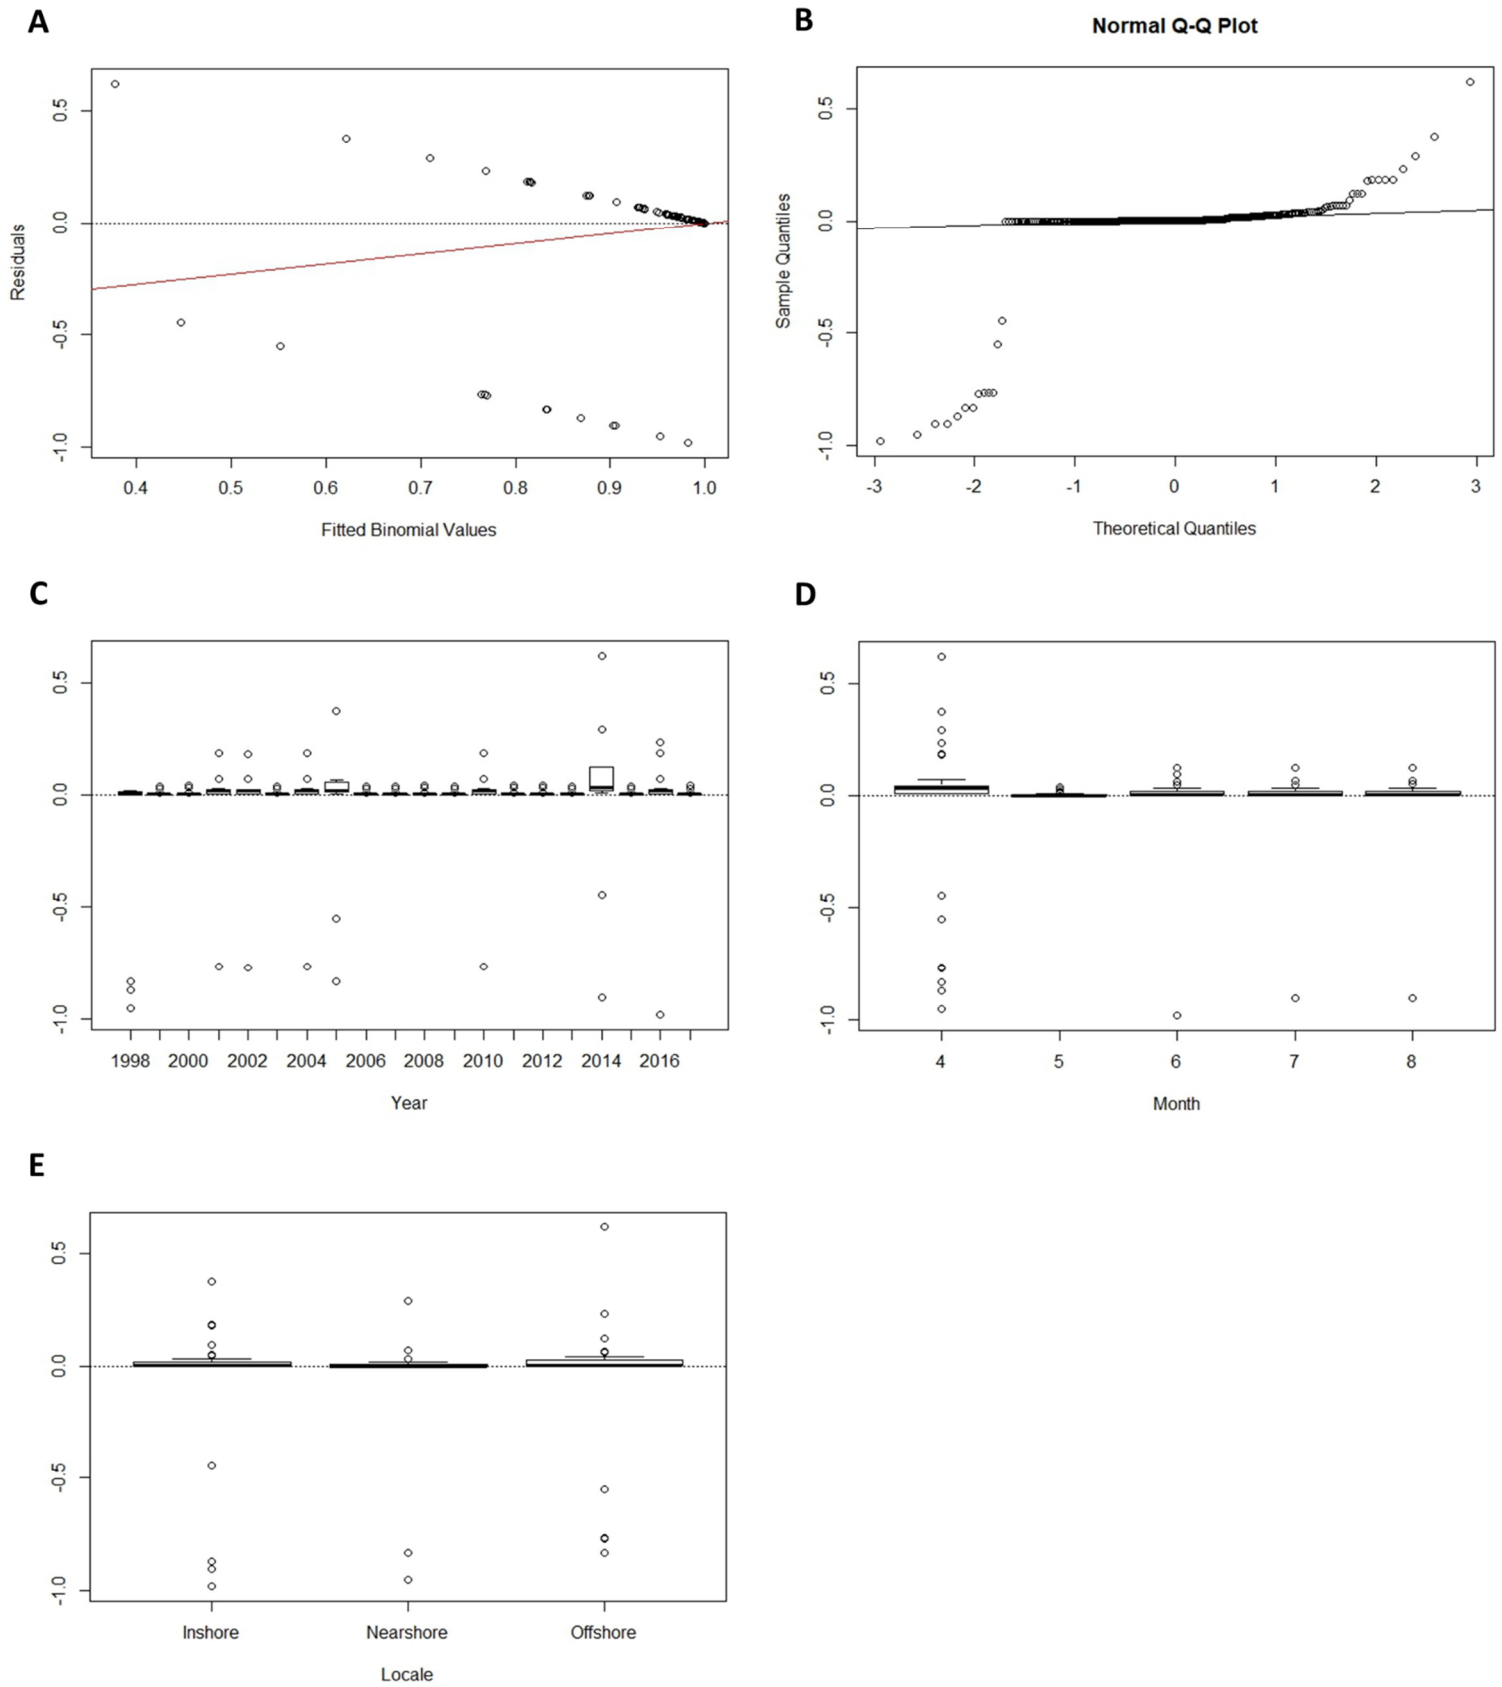 A
B
Normal Q-Q Plot
Residuals
0.5
0.0
-0.5
-1.0
0.4 0.5 0.6 0.7 0.8 0.9 1.0
Fitted Binomial Values
Sample Quantiles
0.5
0.0
-0.5
-1.0
-3 -2 -1 0 1 2 3
Theoretical Quantiles
C
D
0.5
0.0
-0.5
-1.0
1998 2000 2002 2004 2006 2008 2010 2012 2014 2016
Year
0.5
0.0
-0.5
-1.0
4 5 6 7 8
Month
E
0.5
0.0
-0.5
-1.0
Inshore Nearshore Offshore
Locale